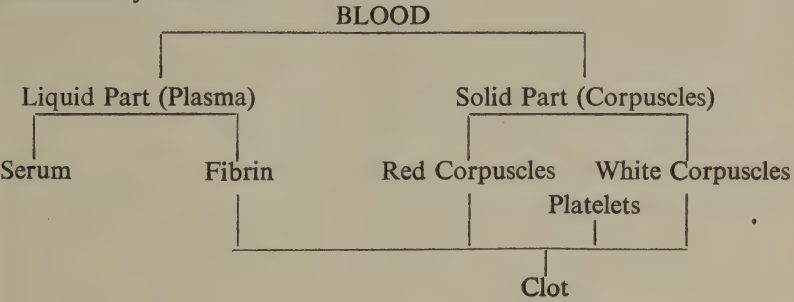 BLOOD
Liquid Part (Plasma) Solid Part (Corpuscles)
Serum Fibrin Red Corpuscles White Corpuscles
Platelets
Clot